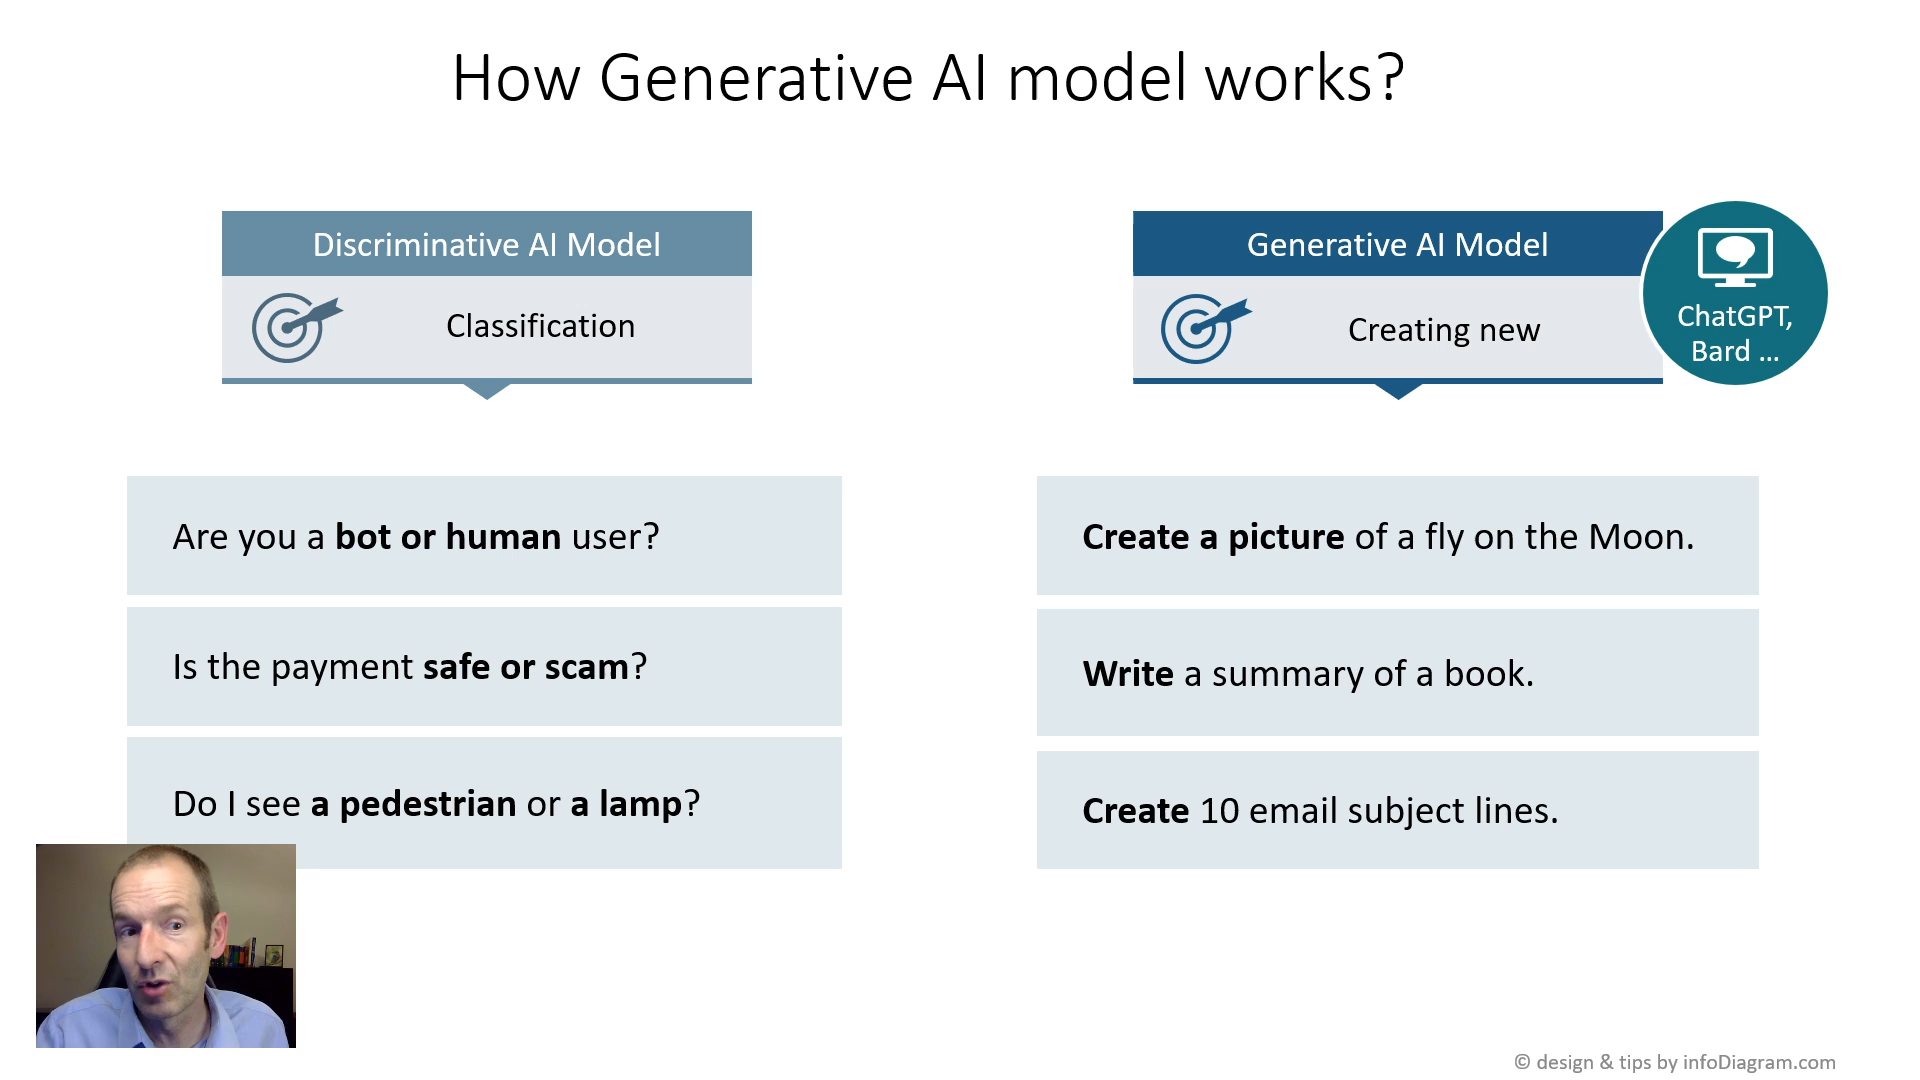 How Generative AI model works?
Discriminative AI Model
Classification
Are you a bot or human user?
Is the payment safe or scam?
Do I see a pedestrian or a lamp?
Generative AI Model
Creating new
ChatGPT,
Bard ...
Create a picture of a fly on the Moon.
Write a summary of a book.
Create 10 email subject lines.
© design & tips by infoDiagram.com